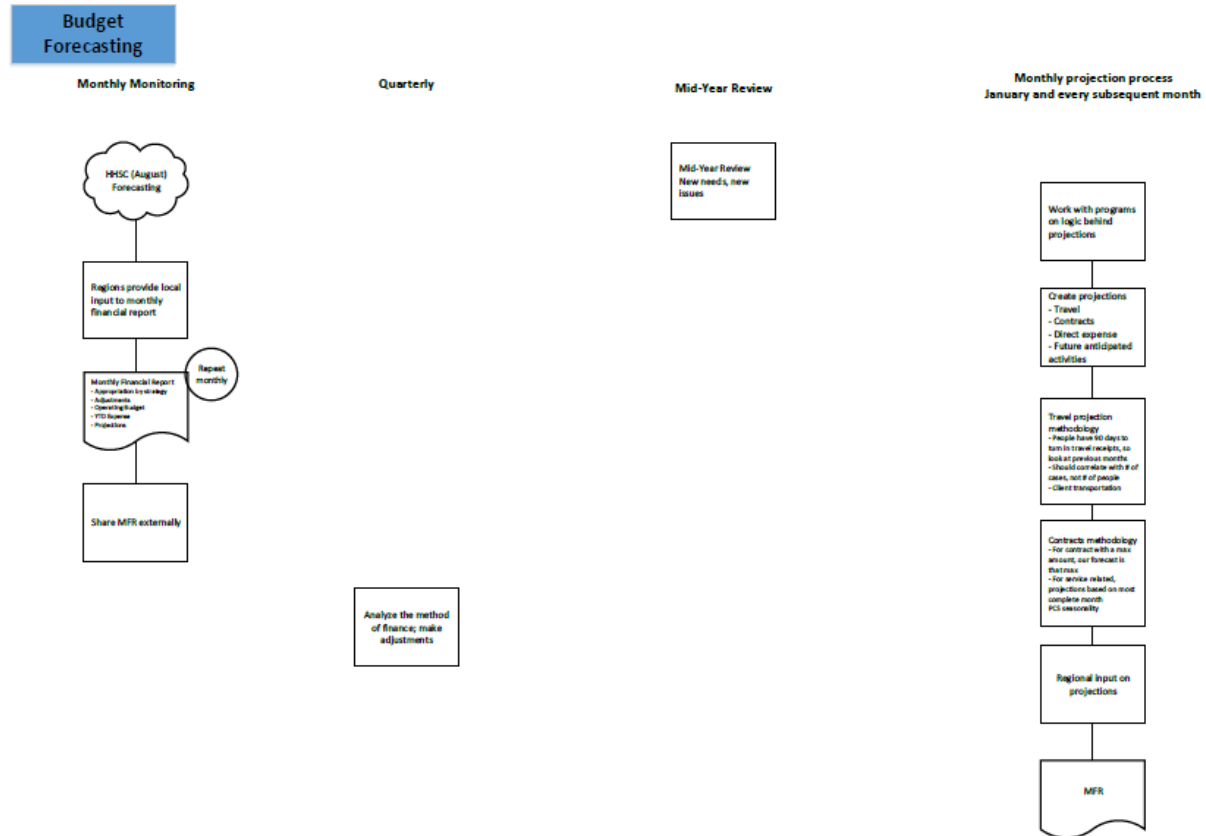 Budget
Forecasting
Monthly Monitoring
Quarterly
Mid-Year Review
Monthly projection process
January and every subsequent month
HHSC (August)
Forecasting
Regions provide local
input to monthly
financial report
Repeat
monthly
Monthly Financial Report
- Appropriation by strategy
- Adjustments
- Operating Budget
- YTD Expense
- Projections
Share MFR externally
Analyze the method
of finance; make
adjustments
Mid-Year Review
New needs, new
issues
Work with programs
on logic behind
projections
Create projections
- Travel
- Contracts
- Direct expense
- Future anticipated
activities
Travel projection
methodology
- People have 90 days to
turn in travel receipts, so
look at previous months
- Should correlate with # of
cases, not # of people
- Client transportation
Contracts methodology
- For contract with a max
amount, our forecast is
that max
- For service related,
projections based on most
complete month
PCS seasonality
Regional input on
projections
MFR